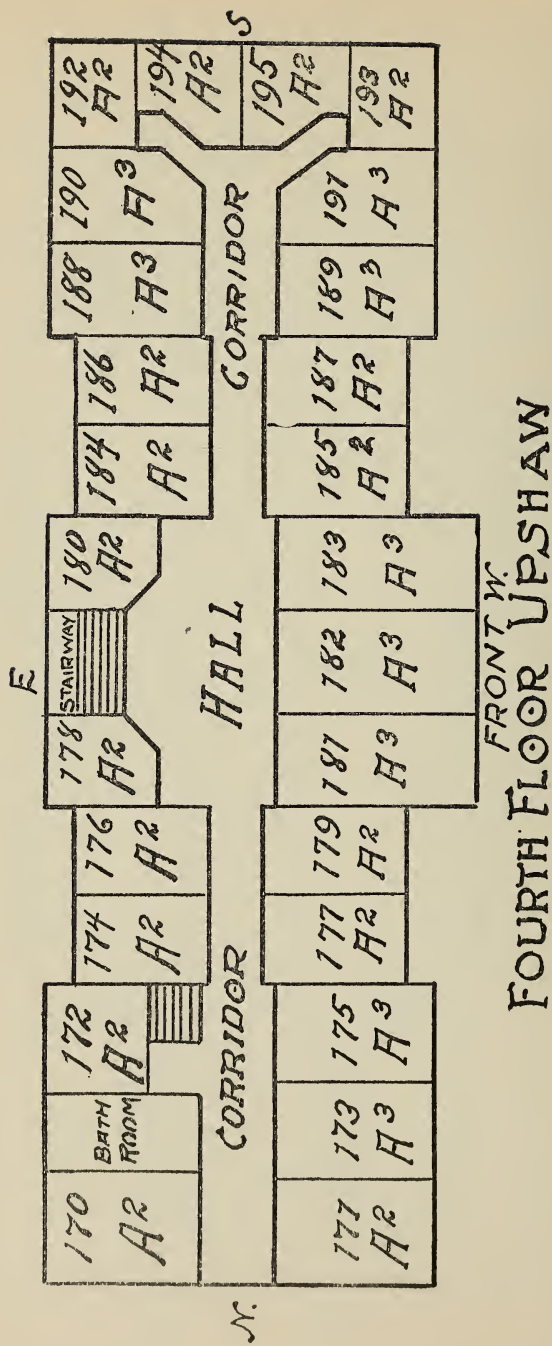 E
170
A2
BATH
ROOM
172
A2
174
A2
176
A2
178
A2
STAIRWAY
180
A2
184
A2
186
A2
188
A3
190
A3
192
A2
194
A2
N.
CORRIDOR
HALL
CORRIDOR
S
171
A2
173
A3
175
A3
177
A2
179
A2
181
A3
182
A3
183
A3
185
A2
187
A2
189
A3
191
A3
195
A2
193
A2
FRONT W.
FOURTH FLOOR UPSHAW